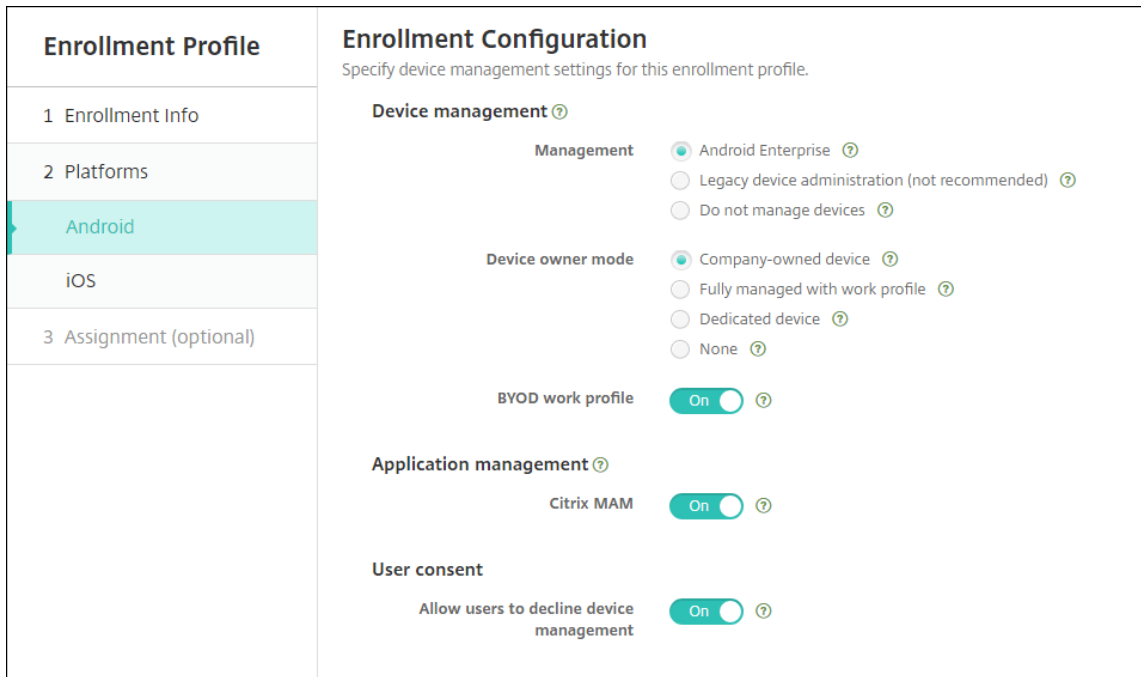 Enrollment Profile
1 Enrollment Info
2 Platforms
Android
iOS
3 Assignment (optional)
Enrollment Configuration
Specify device management settings for this enrollment profile.
Device management ?
Management
Android Enterprise ?
Legacy device administration (not recommended) ?
Do not manage devices ?
Device owner mode
Company-owned device ?
Fully managed with work profile ?
Dedicated device ?
None ?
BYOD work profile
On ?
Application management ?
Citrix MAM
On ?
User consent
Allow users to decline device
management
On ?